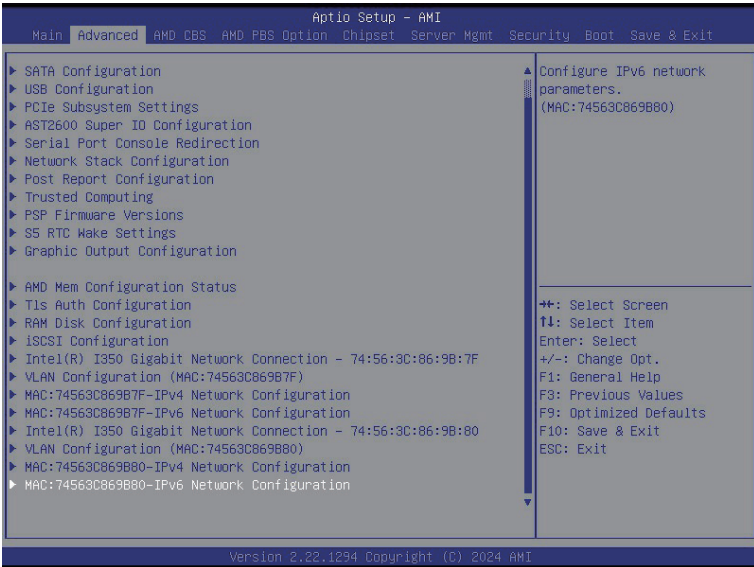 Aptio Setup - AMI
Main Advanced AMD CBS AMD PBS Option Chipset Server Mgmt Security Boot Save & Exit
SATA Configuration
USB Configuration
PCIe Subsystem Settings
AST2600 Super IO Configuration
Serial Port Console Redirection
Network Stack Configuration
Post Report Configuration
Trusted Computing
PSP Firmware Versions
S5 RTC Wake Settings
Graphic Output Configuration
AMD Mem Configuration Status
Tls Auth Configuration
RAM Disk Configuration
iSCSI Configuration
Intel(R) I350 Gigabit Network Connection - 74:56:3C:86:9B:7F
VLAN Configuration (MAC:74563C869B7F)
MAC:74563C869B7F-IPv4 Network Configuration
MAC:74563C869B7F-IPv6 Network Configuration
Intel(R) I350 Gigabit Network Connection - 74:56:3C:86:9B:80
VLAN Configuration (MAC:74563C869B80)
MAC:74563C869B80-IPv4 Network Configuration
MAC:74563C869B80-IPv6 Network Configuration
Configure IPv6 network
parameters.
(MAC:74563C869B80)
→←: Select Screen
↑↓: Select Item
Enter: Select
+/-: Change Opt.
F1: General Help
F3: Previous Values
F9: Optimized Defaults
F10: Save & Exit
ESC: Exit
Version 2.22.1294 Copyright (C) 2024 AMI